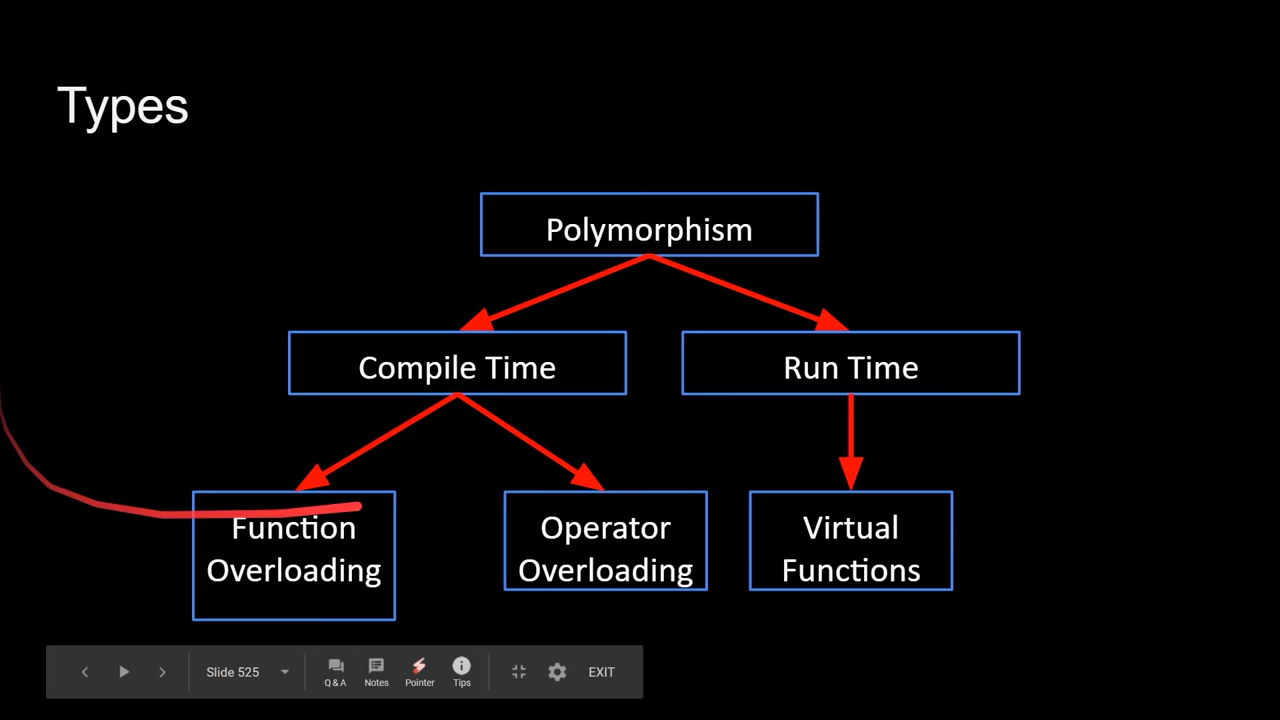 Types
Polymorphism
Compile Time
Run Time
Function
Overloading
Operator
Overloading
Virtual
Functions
Slide 525
Q & A
Notes
Pointer
Tips
EXIT